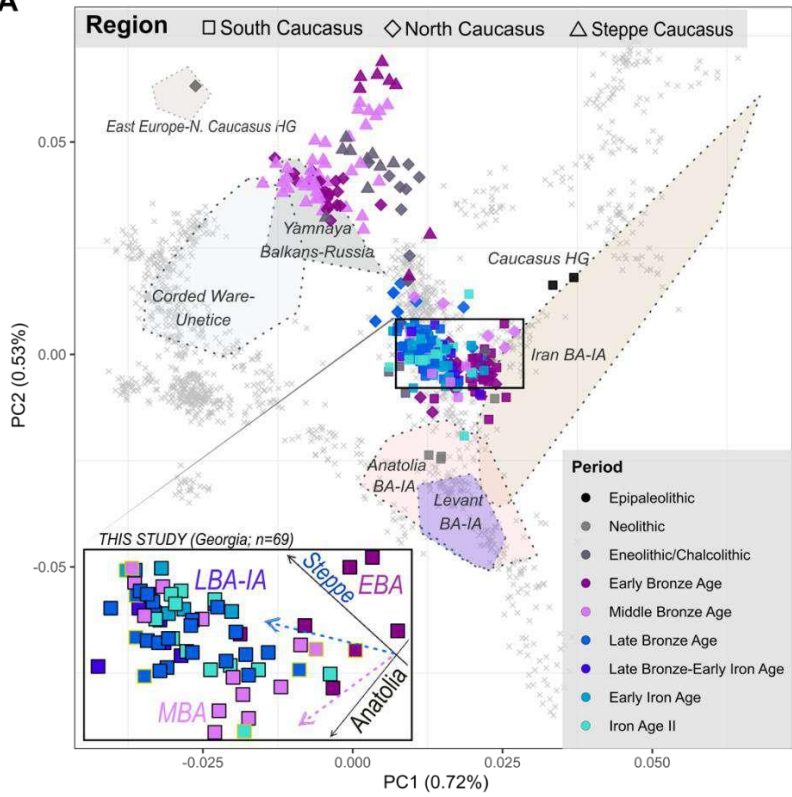 A
Region South Caucasus North Caucasus Steppe Caucasus
East Europe-N. Caucasus HG
0.05
Yamnaya
Balkans-Russia
Caucasus HG
Corded Ware-
Unetice
0.00
Iran BA-IA
PC2 (0.53%)
Anatolia
BA-IA
Levant
BA-IA
Period
Epipaleolithic
Neolithic
Eneolithic/Chalcolithic
Early Bronze Age
Middle Bronze Age
Late Bronze Age
Late Bronze-Early Iron Age
Early Iron Age
Iron Age II
THIS STUDY (Georgia; n=69)
-0.05
LBA-IA
Steppe
EBA
MBA
Anatolia
-0.025 0.000 0.025 0.050
PC1 (0.72%)